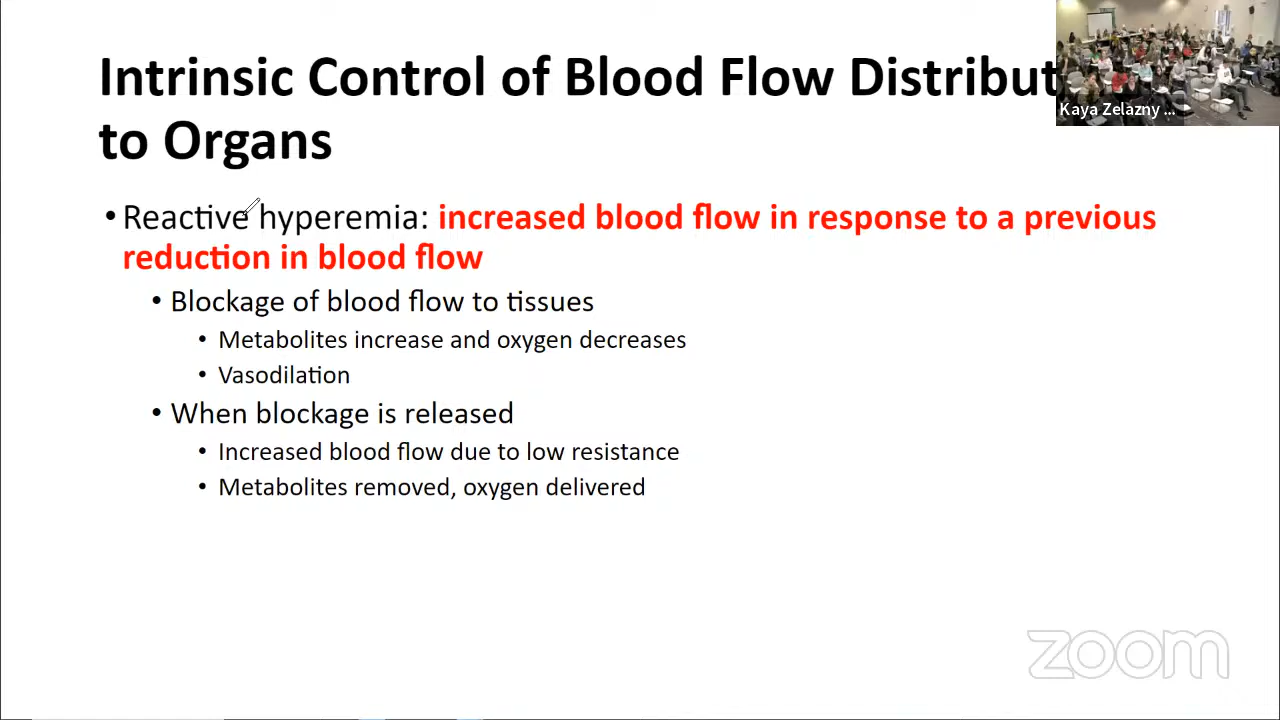 Intrinsic Control of Blood Flow Distribut
to Organs
Kaya Zelazny ...
• Reactive hyperemia: increased blood flow in response to a previous
reduction in blood flow
• Blockage of blood flow to tissues
• Metabolites increase and oxygen decreases
• Vasodilation
• When blockage is released
• Increased blood flow due to low resistance
• Metabolites removed, oxygen delivered
zoom